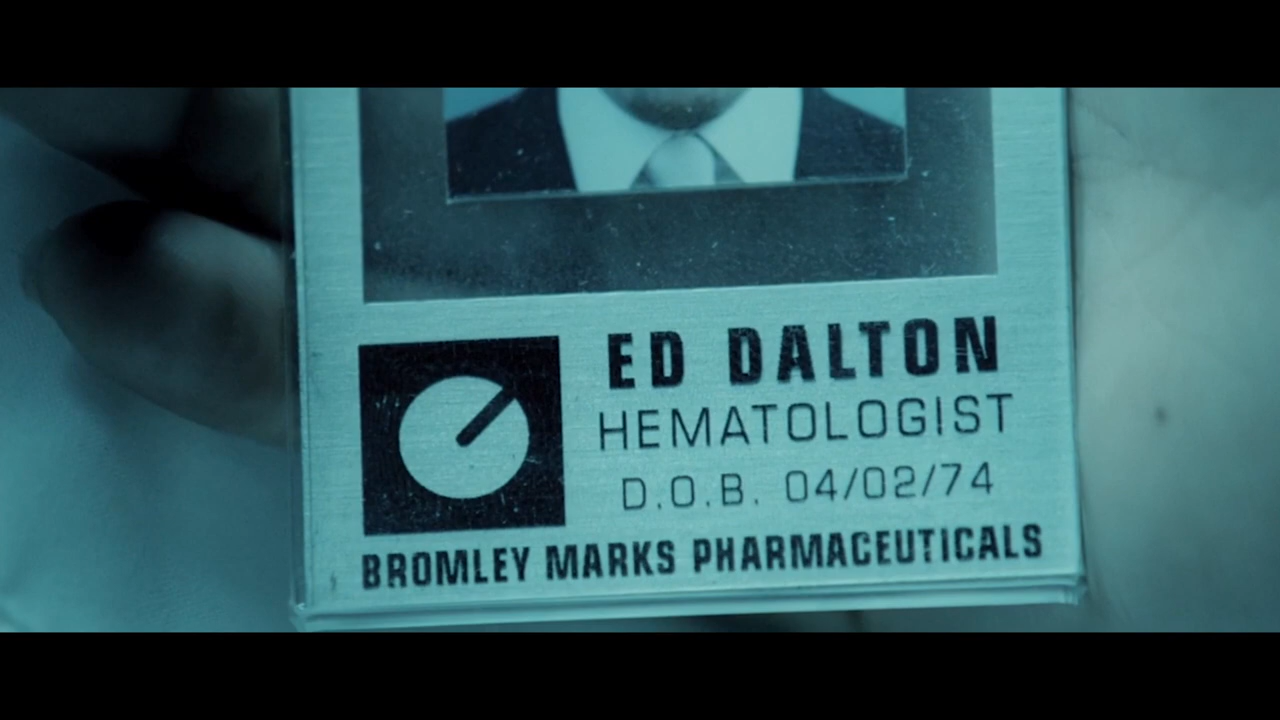 ED DALTON
HEMATOLOGIST
D.O.B. 04/02/74
BROMLEY MARKS PHARMACEUTICALS